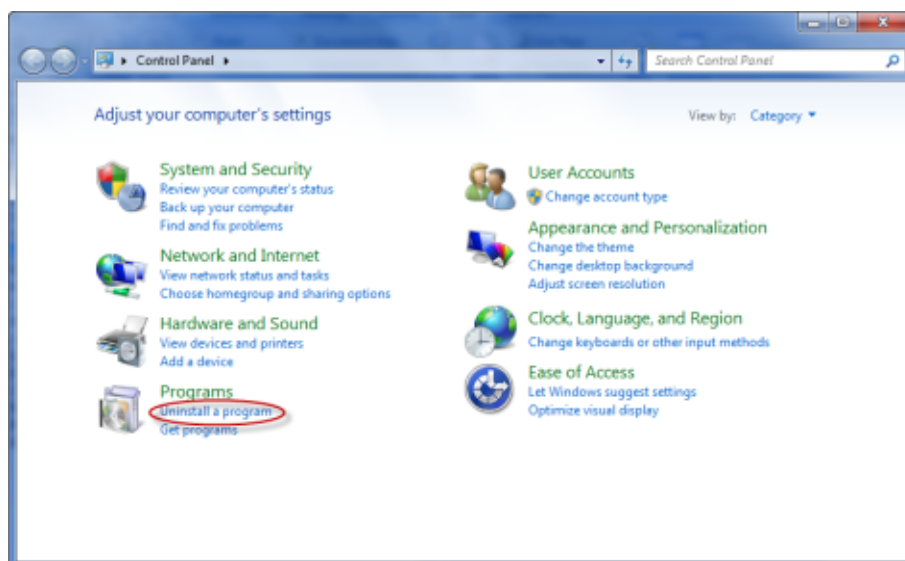 Control Panel
Search Control Panel
Adjust your computer's settings
View by: Category
System and Security
Review your computer's status
Back up your computer
Find and fix problems
Network and Internet
View network status and tasks
Choose homegroup and sharing options
Hardware and Sound
View devices and printers
Add a device
Programs
Uninstall a program
Get programs
User Accounts
Change account type
Appearance and Personalization
Change the theme
Change desktop background
Adjust screen resolution
Clock, Language, and Region
Change keyboards or other input methods
Ease of Access
Let Windows suggest settings
Optimize visual display